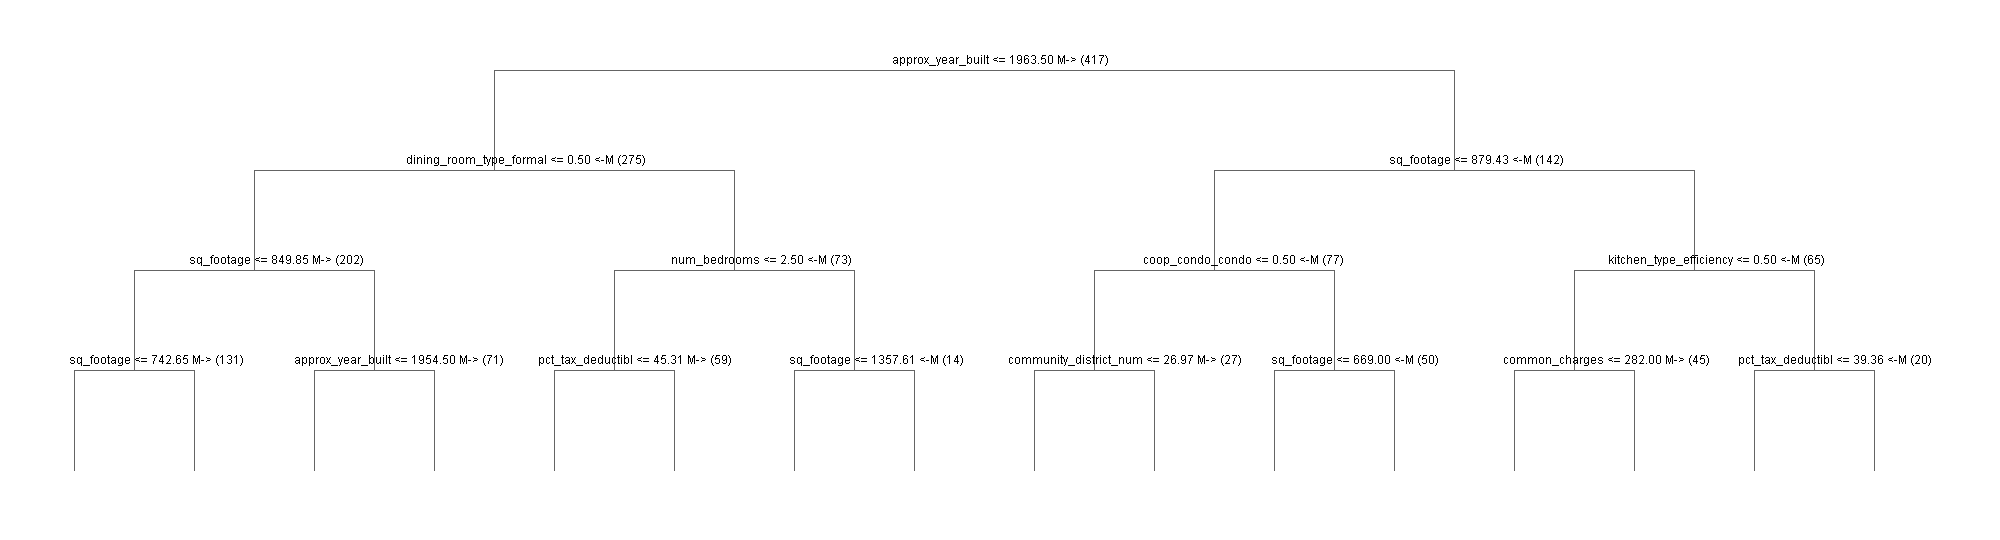 approx_year_built <= 1963.50 M-> (417)
dining_room_type_formal <= 0.50 <-M (275)
sq_footage <= 879.43 <-M (142)
sq_footage <= 849.85 M-> (202)
num_bedrooms <= 2.50 <-M (73)
coop_condo_condo <= 0.50 <-M (77)
kitchen_type_efficiency <= 0.50 <-M (65)
sq_footage <= 742.65 M-> (131)
approx_year_built <= 1954.50 M-> (71)
pct_tax_deductibl <= 45.31 M-> (59)
sq_footage <= 1357.61 <-M (14)
community_district_num <= 26.97 M-> (27)
sq_footage <= 669.00 <-M (50)
common_charges <= 282.00 M-> (45)
pct_tax_deductibl <= 39.36 <-M (20)